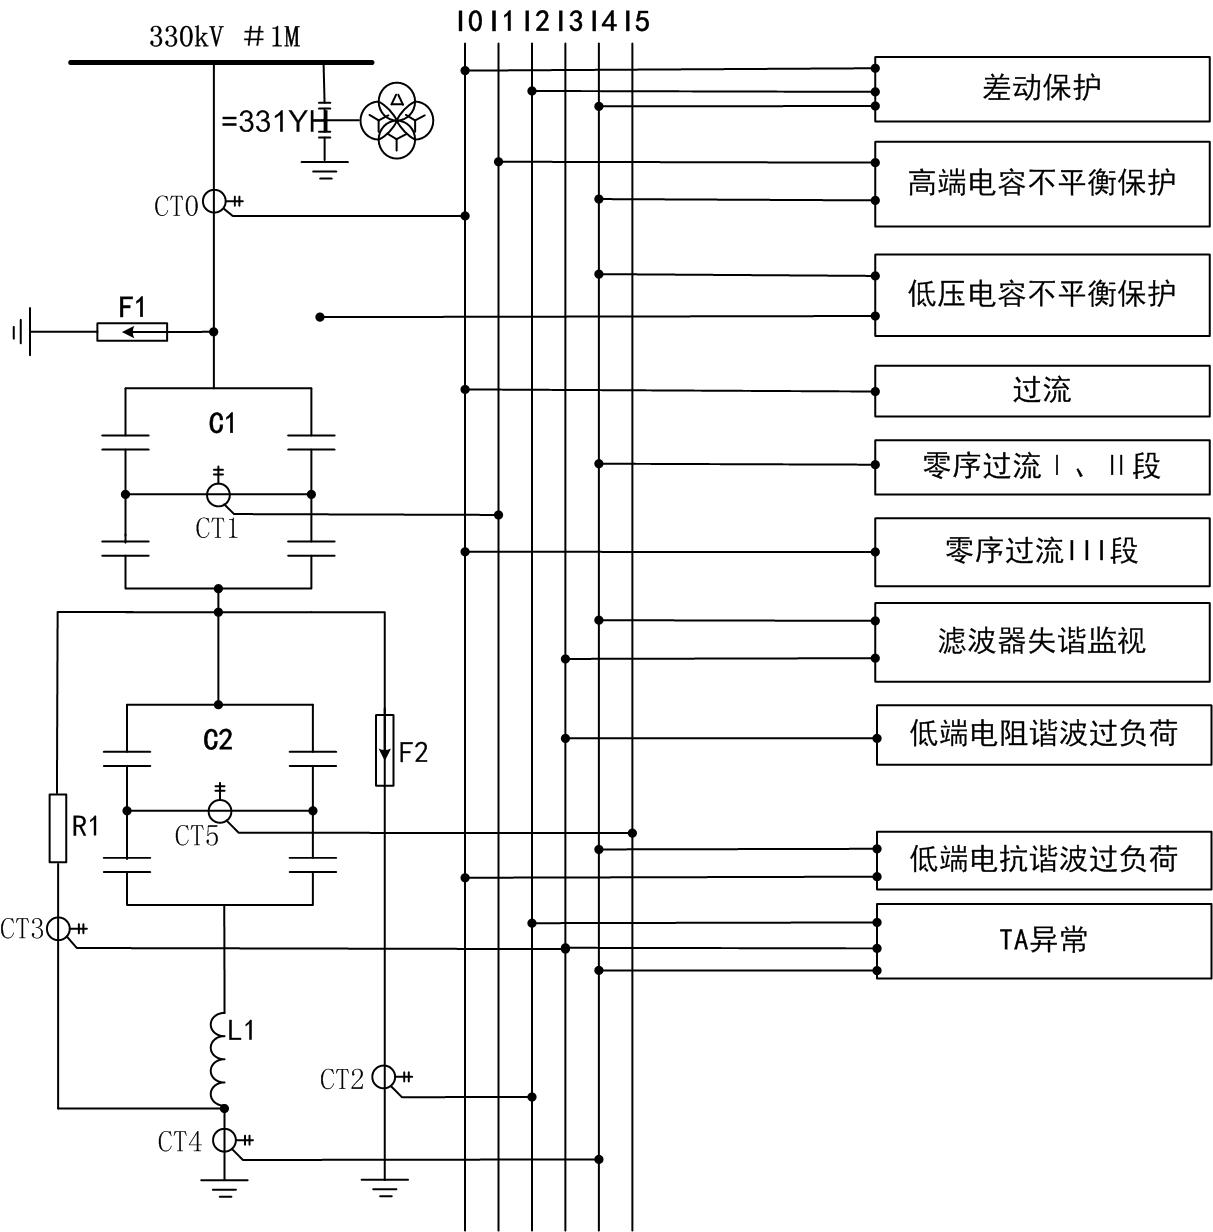 I0 I1 I2 I3 I4 I5
330kV #1M
差动保护
=331YH
高端电容不平衡保护
CT0
低压电容不平衡保护
F1
过流
C1
零序过流Ⅰ、Ⅱ段
CT1
零序过流III段
滤波器失谐监视
低端电阻谐波过负荷
C2
F2
R1
CT5
低端电抗谐波过负荷
CT3
TA异常
L1
CT2
CT4